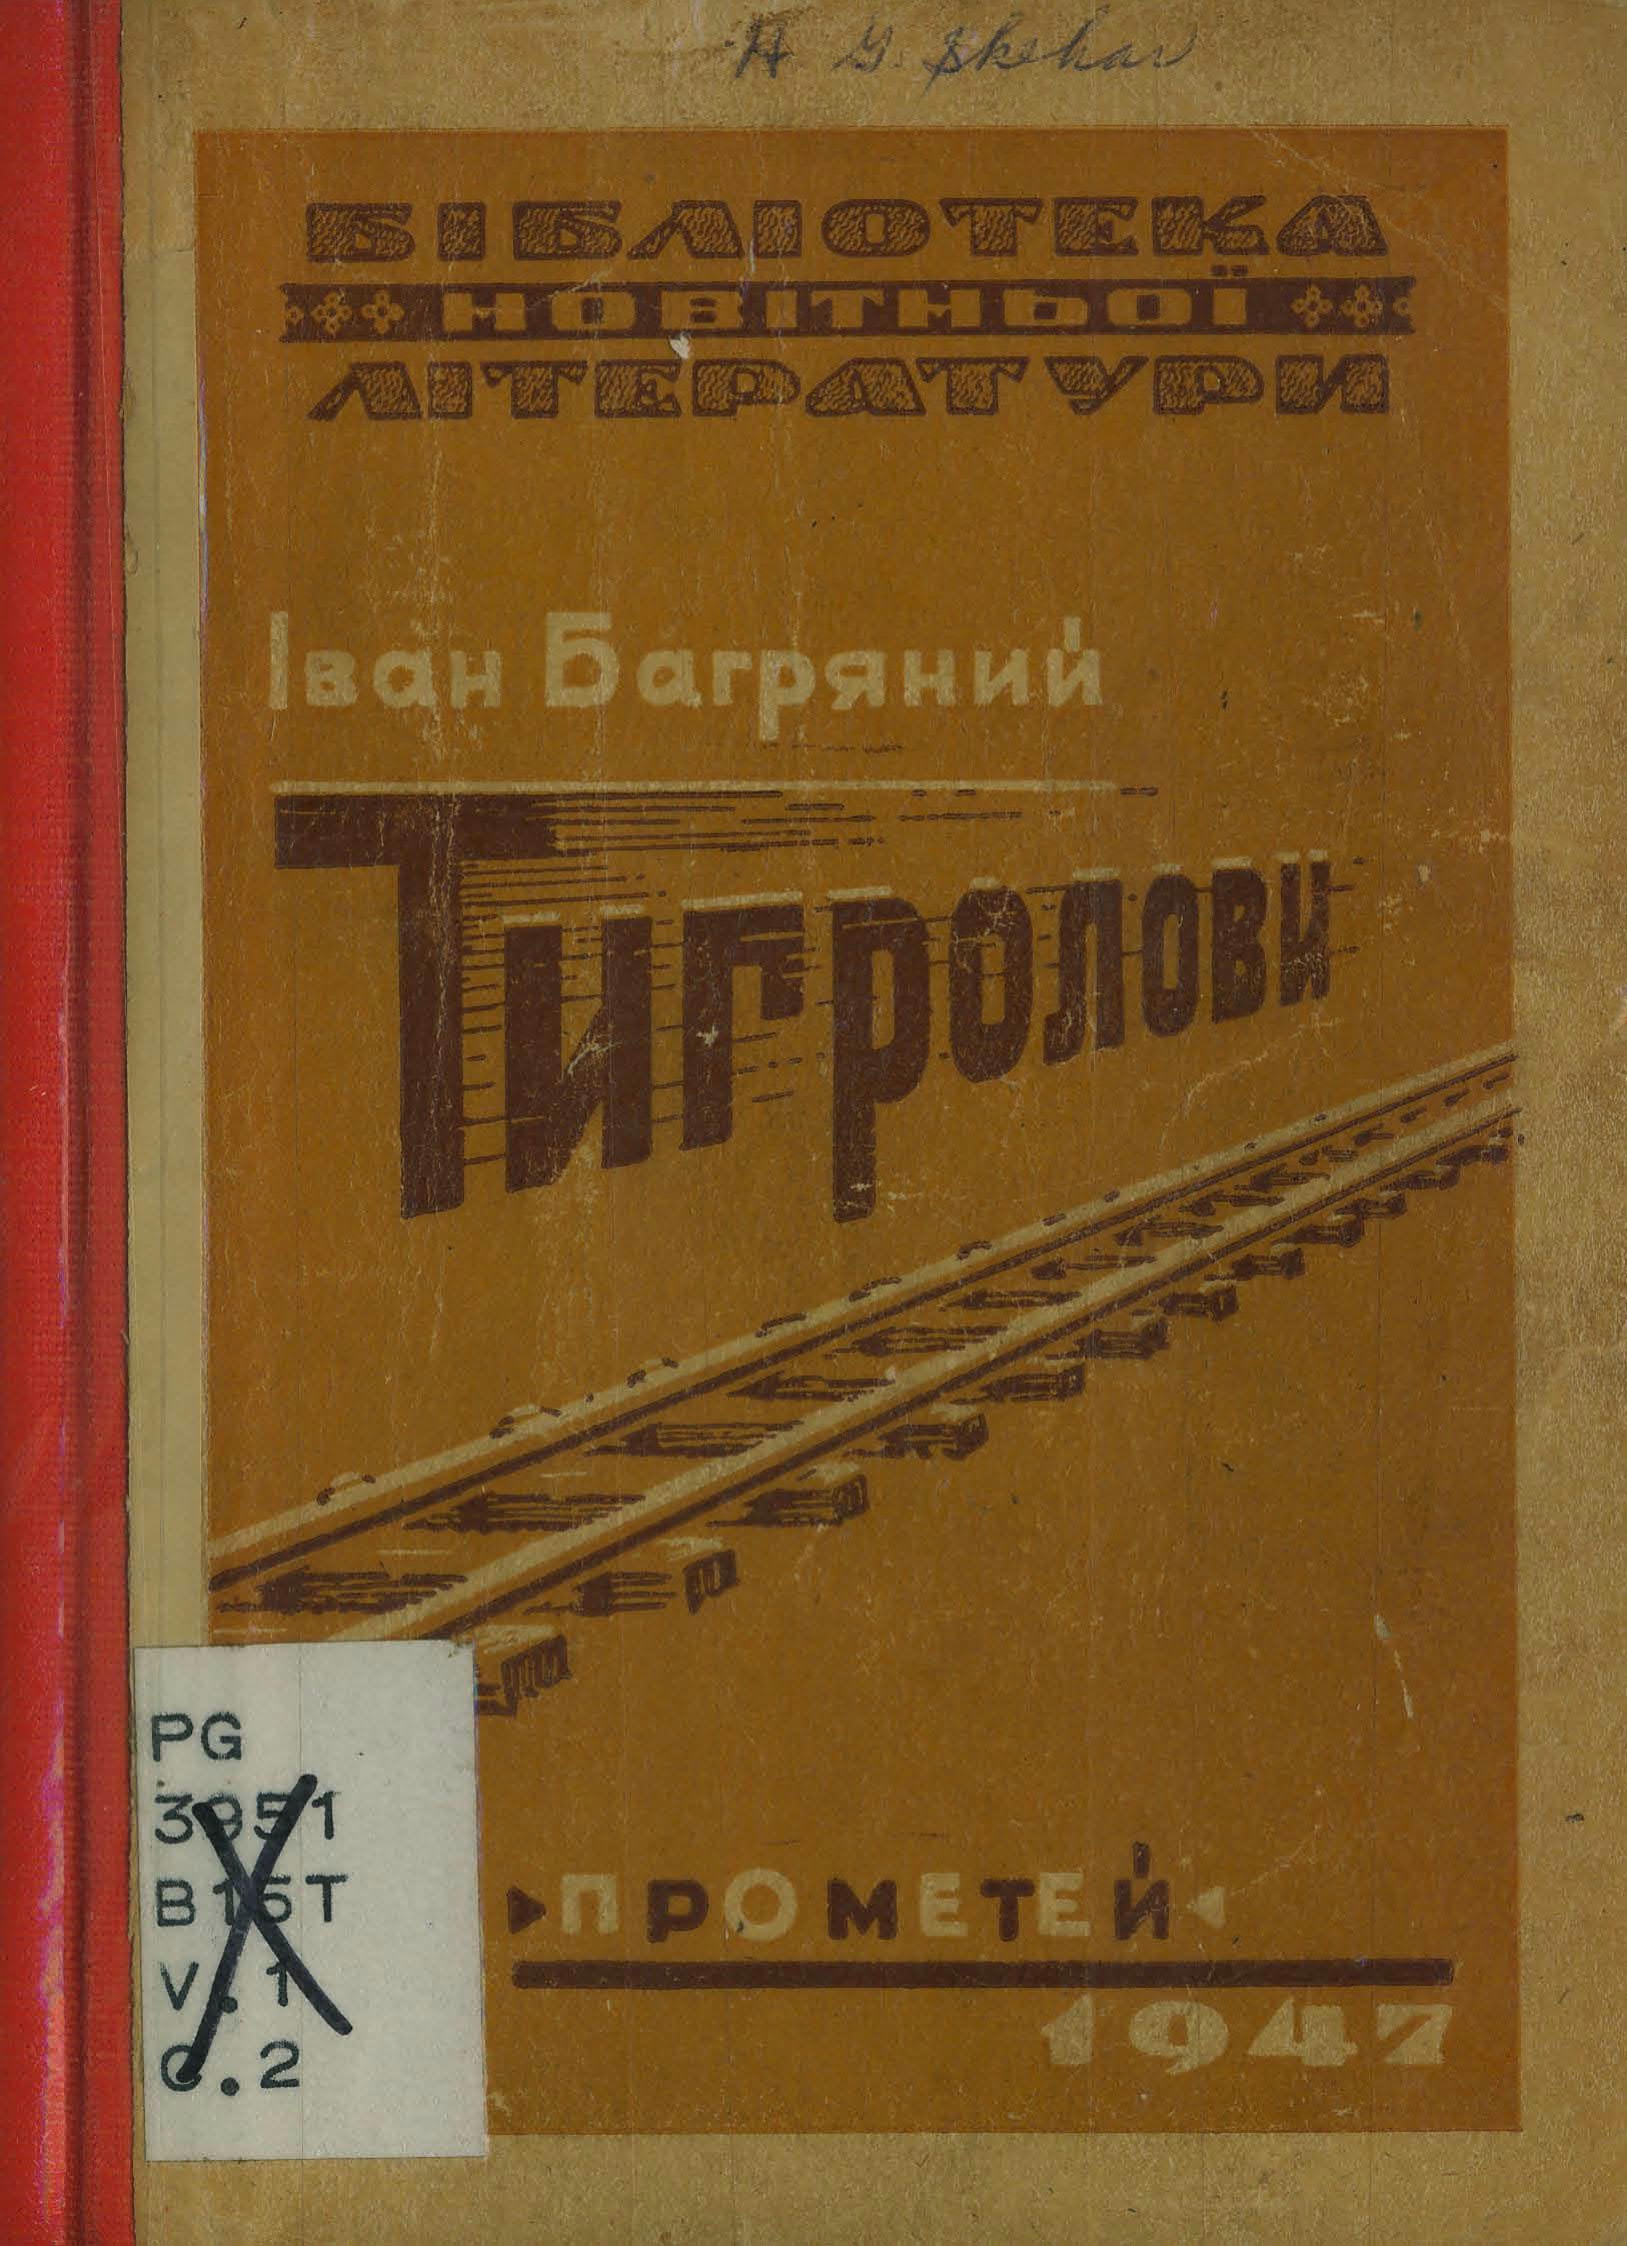 БІБЛІОТЕКА
НОВІТНЬОЇ
ЛІТЕРАТУРИ
Іван Багряний
Тигролови
PG
3951
B15T
V.1
C.2
ПРОМЕТЕЙ
1947